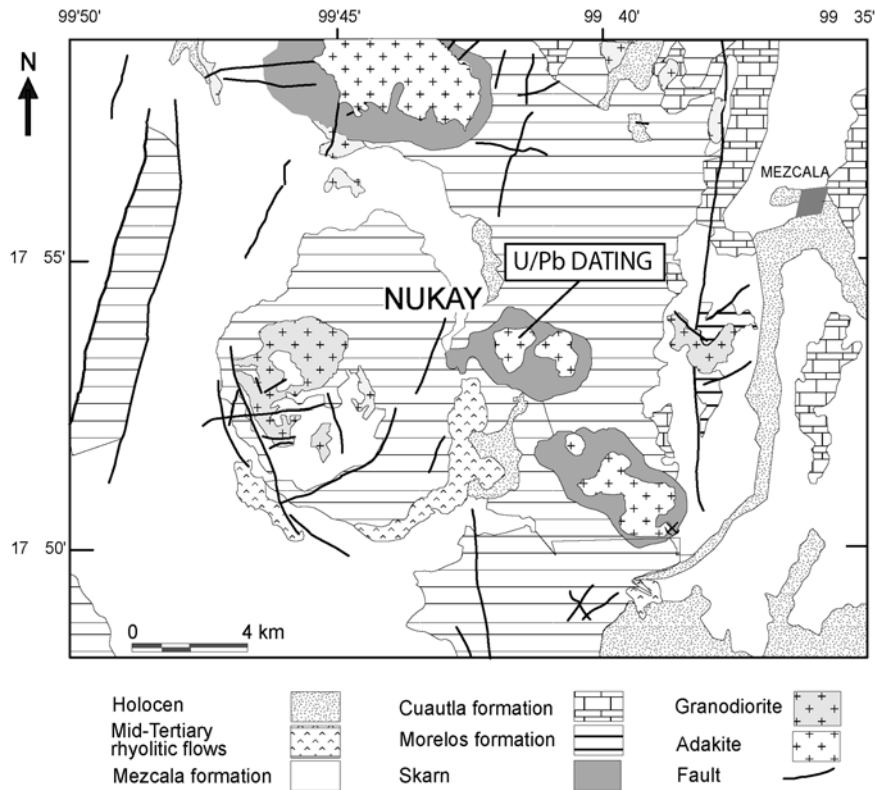 99°50' 99°45' 99 40' 99 35'
N
MEZCALA
17 55'
U/Pb DATING
NUKAY
17 50'
0 4 km
Holocen
Mid-Tertiary
rhyolitic flows
Mezcala formation
Cuautla formation
Morelos formation
Skarn
Granodiorite
Adakite
Fault